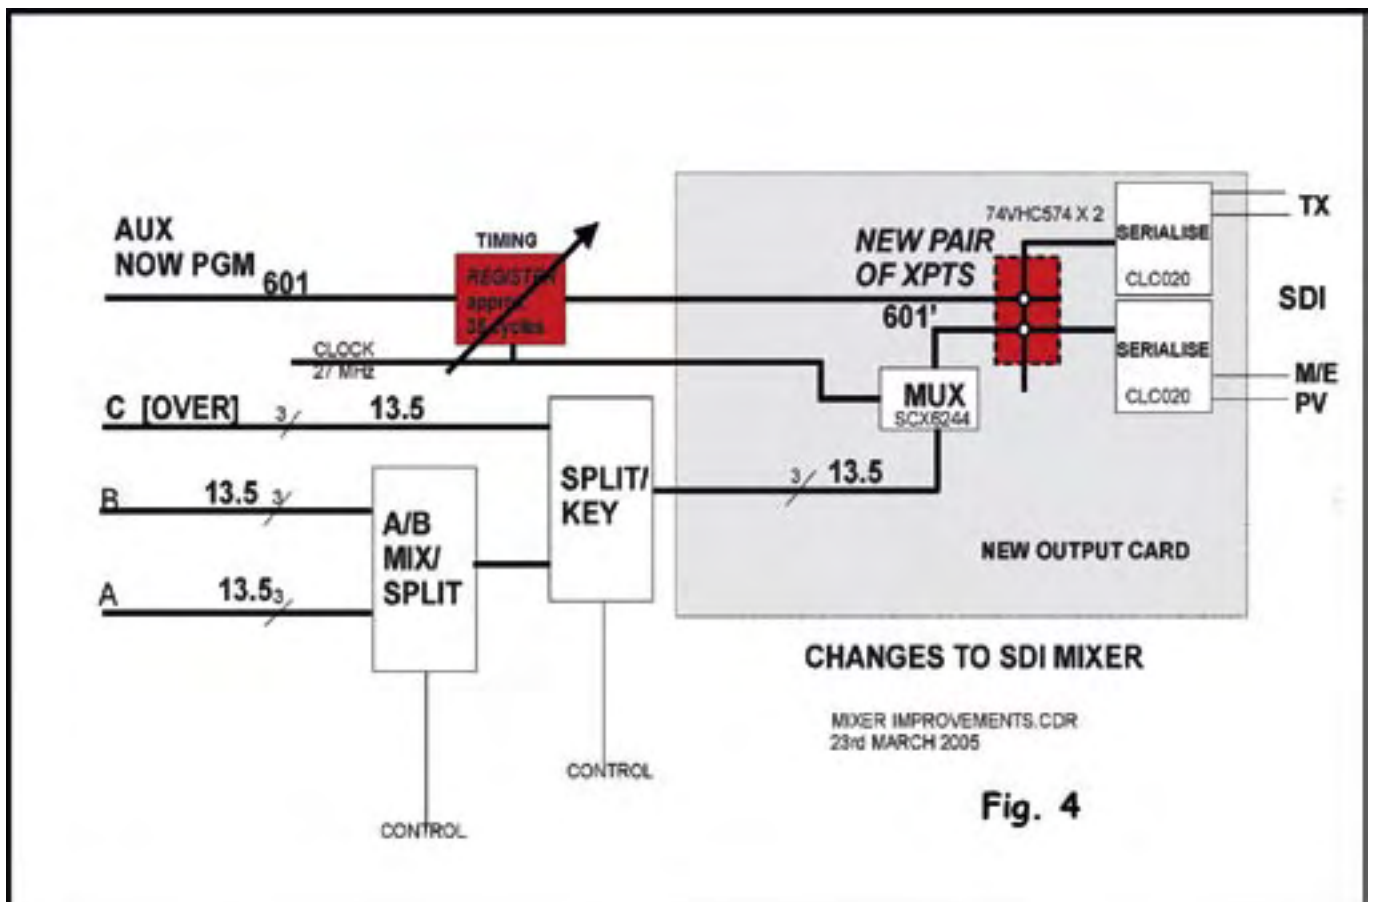 AUX
NOW PGM
601
TIMING
REGISTER
approx.
35 cycles
CLOCK
27 MHz
C [OVER]
3
13.5
B
13.5
3
A
13.5
3
A/B
MIX/
SPLIT
SPLIT/
KEY
3
13.5
CONTROL
CONTROL
NEW PAIR
OF XPTS
601'
74VHC574 X 2
MUX
SCX6244
SERIALISE
CLC020
SERIALISE
CLC020
TX
SDI
M/E
PV
NEW OUTPUT CARD
CHANGES TO SDI MIXER
MIXER IMPROVEMENTS.CDR
23rd MARCH 2005
Fig. 4